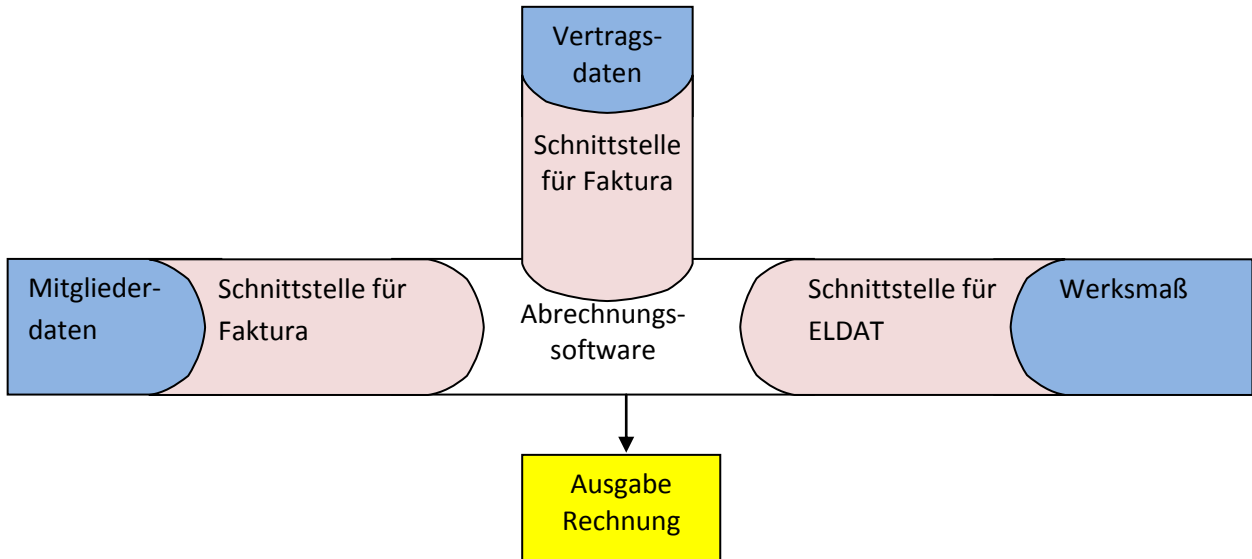 Vertrags-
daten
Schnittstelle
für Faktura
Mitglieder-
daten
Schnittstelle für
Faktura
Abrechnungs-
software
Schnittstelle für
ELDAT
Werksmaß
Ausgabe
Rechnung